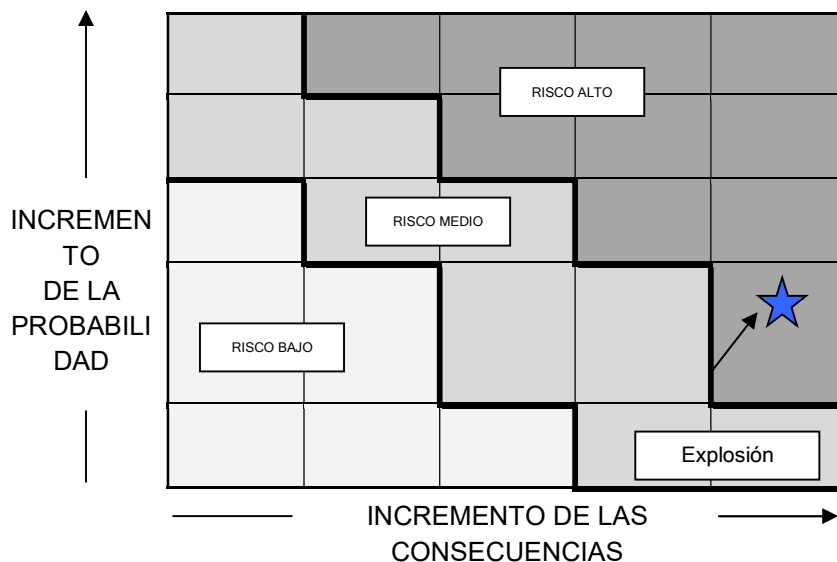 RISCO ALTO
RISCO MEDIO
INCREMEN
TO
DE LA
PROBABILI
DAD
RISCO BAJO
Explosión
INCREMENTO DE LAS
CONSECUENCIAS